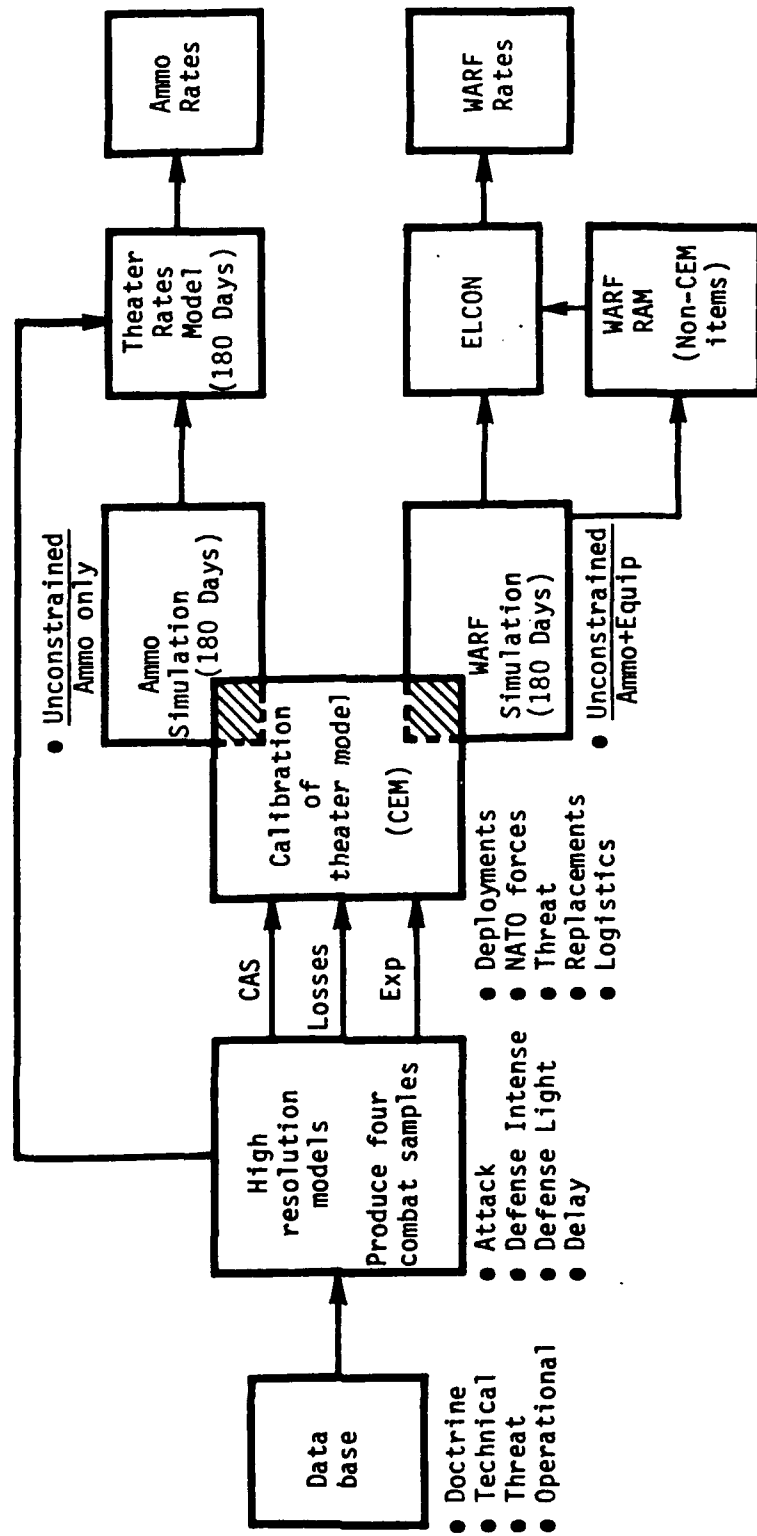 Data
base
● Doctrine
● Technical
● Threat
● Operational
High
resolution
models
Produce four
combat samples
● Attack
● Defense Intense
● Defense Light
● Delay
CAS
Losses
Exp
Calibration
of
theater model
(CEM)
● Deployments
● NATO forces
● Threat
● Replacements
● Logistics
● Unconstrained
Ammo only
Ammo
Simulation
(180 Days)
Theater
Rates
Model
(180 Days)
Ammo
Rates
WARF
Simulation
(180 Days)
● Unconstrained
Ammo+Equip
ELCON
WARF
RAM
(Non-CEM
items)
WARF
Rates